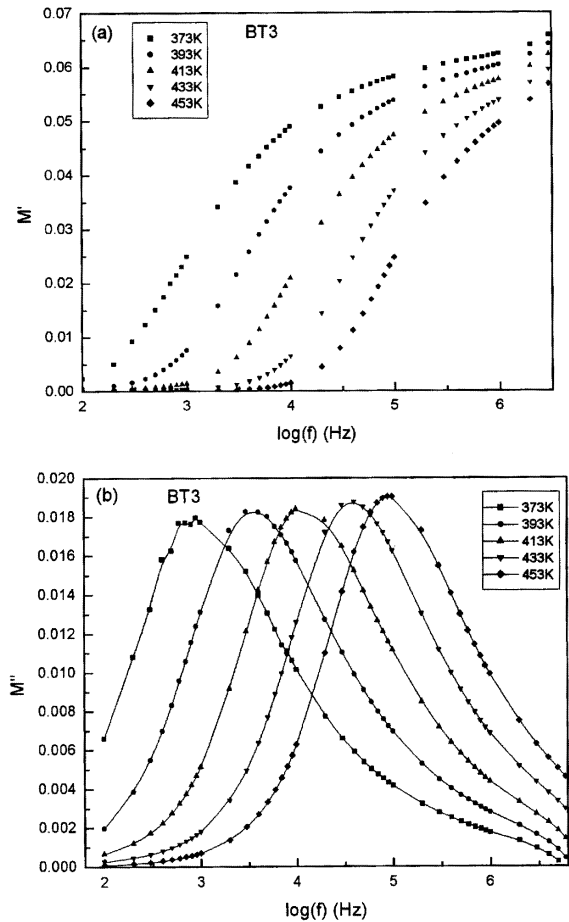 (a) BT3
373K
393K
413K
433K
453K
M'
0.07
0.06
0.05
0.04
0.03
0.02
0.01
0.00
2 3 4 5 6
log(f) (Hz)
(b) BT3
373K
393K
413K
433K
453K
M"
0.020
0.018
0.016
0.014
0.012
0.010
0.008
0.006
0.004
0.002
0.000
2 3 4 5 6
log(f) (Hz)